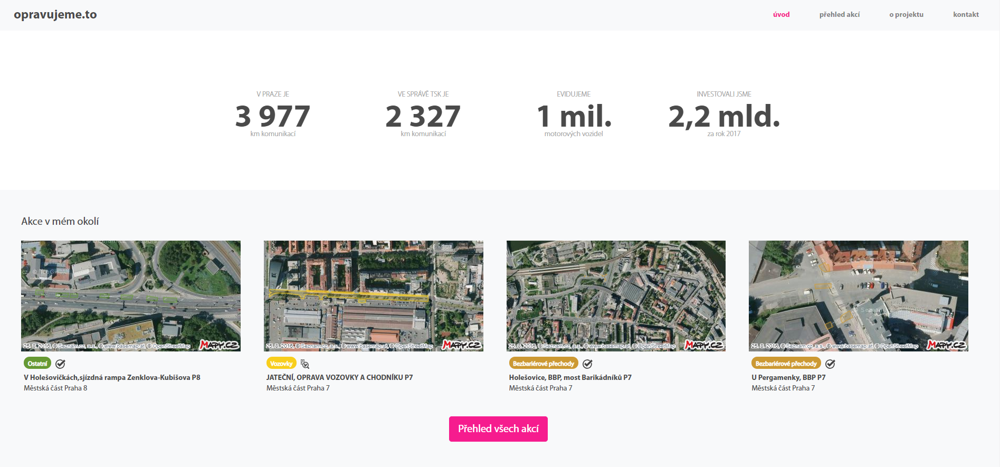 opravujeme.to
úvod
přehled akcí
o projektu
kontakt
V PRAZE JE
3 977
km komunikací
VE SPRÁVĚ TSK JE
2 327
km komunikací
EVIDUJEME
1 mil.
motorových vozidel
INVESTOVALI JSME
2,2 mld.
za rok 2017
Akce v mém okolí
25. 8. 2016, © Seznam.cz, a.s., © www.basemap.at, © OpenStreetMap
MAPY.CZ
Ostatní
V Holešovičkách,sjízdná rampa Zenklova-Kubišova P8
Městská část Praha 8
25. 8. 2016, © Seznam.cz, a.s., © www.basemap.at, © OpenStreetMap
MAPY.CZ
Vozovky
JATEČNÍ, OPRAVA VOZOVKY A CHODNÍKU P7
Městská část Praha 7
25. 8. 2016, © Seznam.cz, a.s., © www.basemap.at, © OpenStreetMap
MAPY.CZ
Bezbariérové přechody
Holešovice, BBP, most Barikádníků P7
Městská část Praha 7
© Seznam.cz
25. 8. 2016, © Seznam.cz, a.s., © www.basemap.at, © OpenStreetMap
MAPY.CZ
Bezbariérové přechody
U Pergamenky, BBP P7
Městská část Praha 7
Přehled všech akcí